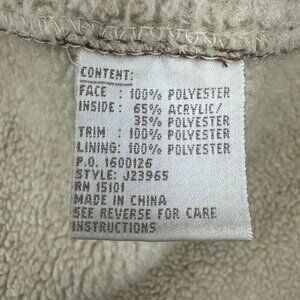 CONTENT:
FACE : 100% POLYESTER
INSIDE: 65% ACRYLIC/
35% POLYESTER
TRIM : 100% POLYESTER
LINING: 100% POLYESTER
P.O. 1600126
STYLE: J23965
RN 15101
MADE IN CHINA
SEE REVERSE FOR CARE
INSTRUCTIONS